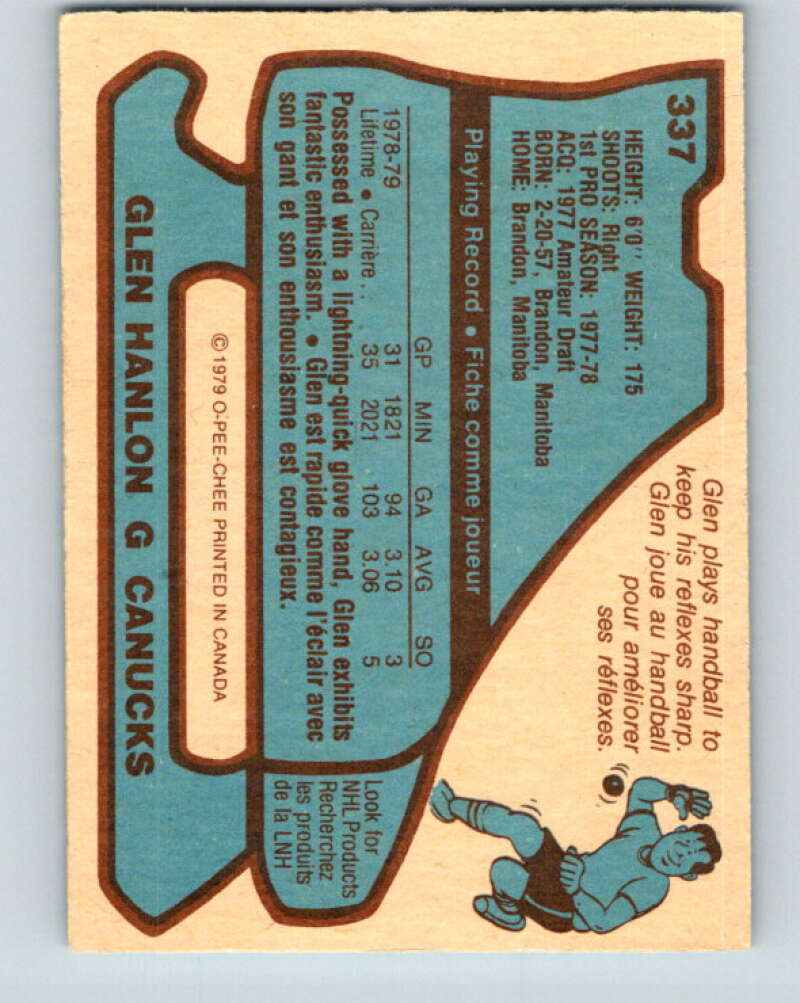 337
HEIGHT: 6'0" WEIGHT: 175
SHOOTS: Right
1st PRO SEASON: 1977-78
ACQ: 1977 Amateur Draft
BORN: 2-20-57, Brandon, Manitoba
HOME: Brandon, Manitoba
Glen plays handball to
keep his reflexes sharp.
Glen joue au handball
pour améliorer
ses réflexes.
Playing Record • Fiche comme joueur
GP MIN GA AVG SO
1978-79 31 1821 94 3.10 3
Lifetime • Carrière . . 35 2021 103 3.06 5
Possessed with a lightning-quick glove hand, Glen exhibits
fantastic enthusiasm. • Glen est rapide comme l'éclair avec
son gant et son enthousiasme est contagieux.
Look for
NHL Products
Recherchez
les produits
de la LNH
© 1979 O-PEE-CHEE PRINTED IN CANADA
GLEN HANLON G CANUCKS